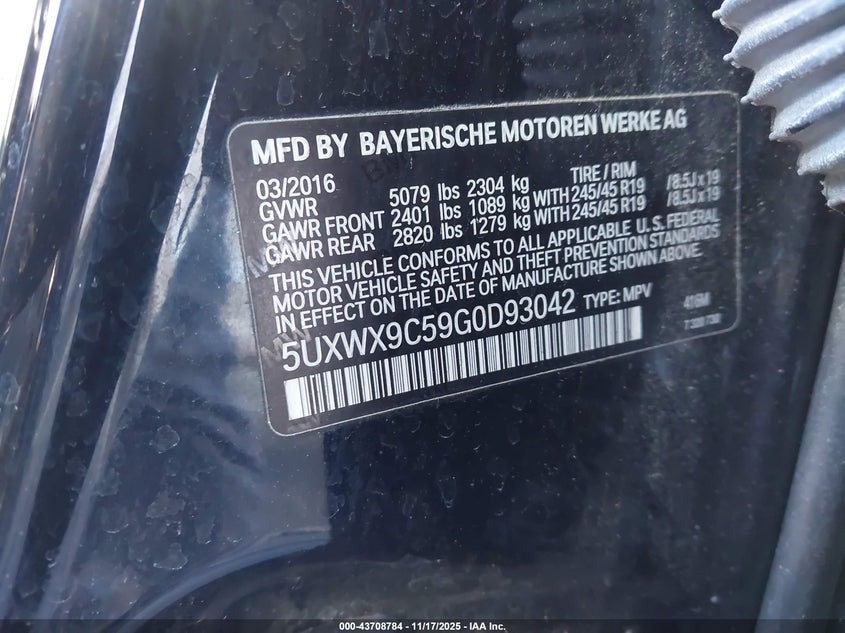 MFD BY BAYERISCHE MOTOREN WERKE AG
03/2016 TIRE / RIM
GVWR 5079 lbs 2304 kg
GAWR FRONT 2401 lbs 1089 kg WITH 245/45 R19 /8.5J x 19
GAWR REAR 2820 lbs 1279 kg WITH 245/45 R19 /8.5J x 19
THIS VEHICLE CONFORMS TO ALL APPLICABLE U.S. FEDERAL
MOTOR VEHICLE SAFETY AND THEFT PREVENTION STANDARDS
IN EFFECT ON THE DATE OF MANUFACTURE SHOWN ABOVE.
5UXWX9C59G0D93042 TYPE: MPV 416M
000-43708784 - 11/17/2025 - IAA Inc.